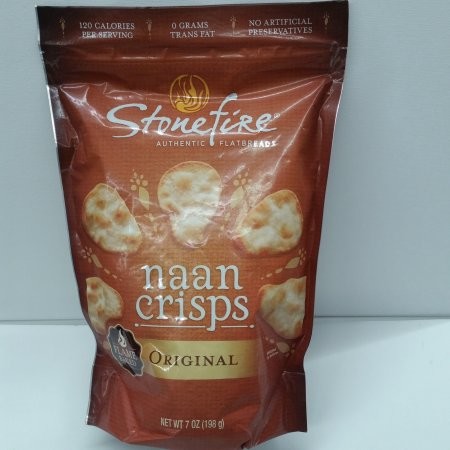 120 CALORIES
PER SERVING
0 GRAMS
TRANS FAT
NO ARTIFICIAL
PRESERVATIVES
Stonefire
AUTHENTIC FLATBREADS
naan
crisps
ORIGINAL
FLAME
NET WT 7 OZ (198 g)